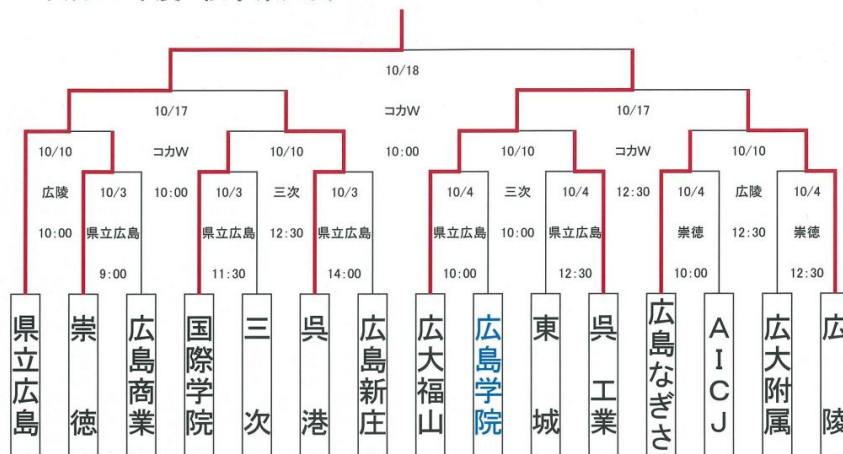 10/18
10/17
コカW
10/17
10/10
コカW
10/10
10:00
10/10
コカW
10/10
広陵
10/3
10:00
10/3
三次
10/3
10/4
三次
10/4
12:30
10/4
広陵
10/4
10:00
県立広島
県立広島
12:30
県立広島
県立広島
10:00
県立広島
崇徳
12:30
崇徳
9:00
11:30
14:00
10:00
12:30
10:00
12:30
県立広島
崇徳
広島商業
国際学院
三次
呉港
広島新庄
広大福山
広島学院
東城
呉工業
広島なぎさ
AICJ
広大附属
広陵